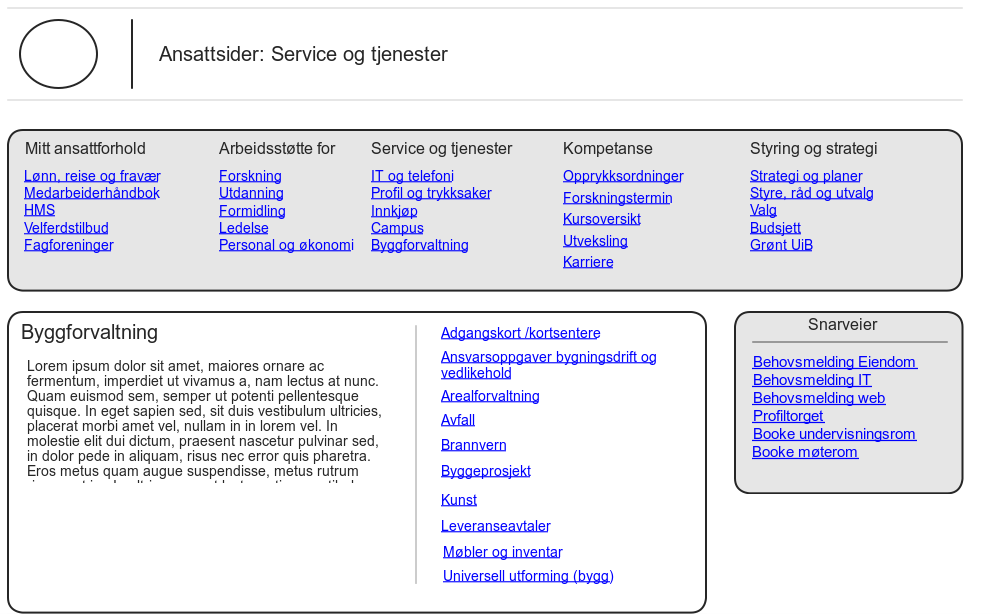 Ansattsider: Service og tjenester
Mitt ansattforhold
Lønn, reise og fravær
Medarbeiderhåndbok
HMS
Velferdstilbud
Fagforeninger
Arbeidsstøtte for
Forskning
Utdanning
Formidling
Ledelse
Personal og økonomi
Service og tjenester
IT og telefoni
Profil og trykksaker
Innkjøp
Campus
Byggforvaltning
Kompetanse
Opprykksordninger
Forskningstermin
Kursoversikt
Utveksling
Karriere
Styring og strategi
Strategi og planer
Styre, råd og utvalg
Valg
Budsjett
Grønt UiB
Byggforvaltning
Lorem ipsum dolor sit amet, maiores ornare ac
fermentum, imperdiet ut vivamus a, nam lectus at nunc.
Quam euismod sem, semper ut potenti pellentesque
quisque. In eget sapien sed, sit duis vestibulum ultricies,
placerat morbi amet vel, nullam in in lorem vel. In
molestie elit dui dictum, praesent nascetur pulvinar sed,
in dolor pede in aliquam, risus nec error quis pharetra.
Eros metus quam augue suspendisse, metus rutrum
Adgangskort /kortsentere
Ansvarsoppgaver bygningsdrift og
vedlikehold
Arealforvaltning
Avfall
Brannvern
Byggeprosjekt
Kunst
Leveranseavtaler
Møbler og inventar
Universell utforming (bygg)
Snarveier
Behovsmelding Eiendom
Behovsmelding IT
Behovsmelding web
Profiltorget
Booke undervisningsrom
Booke møterom